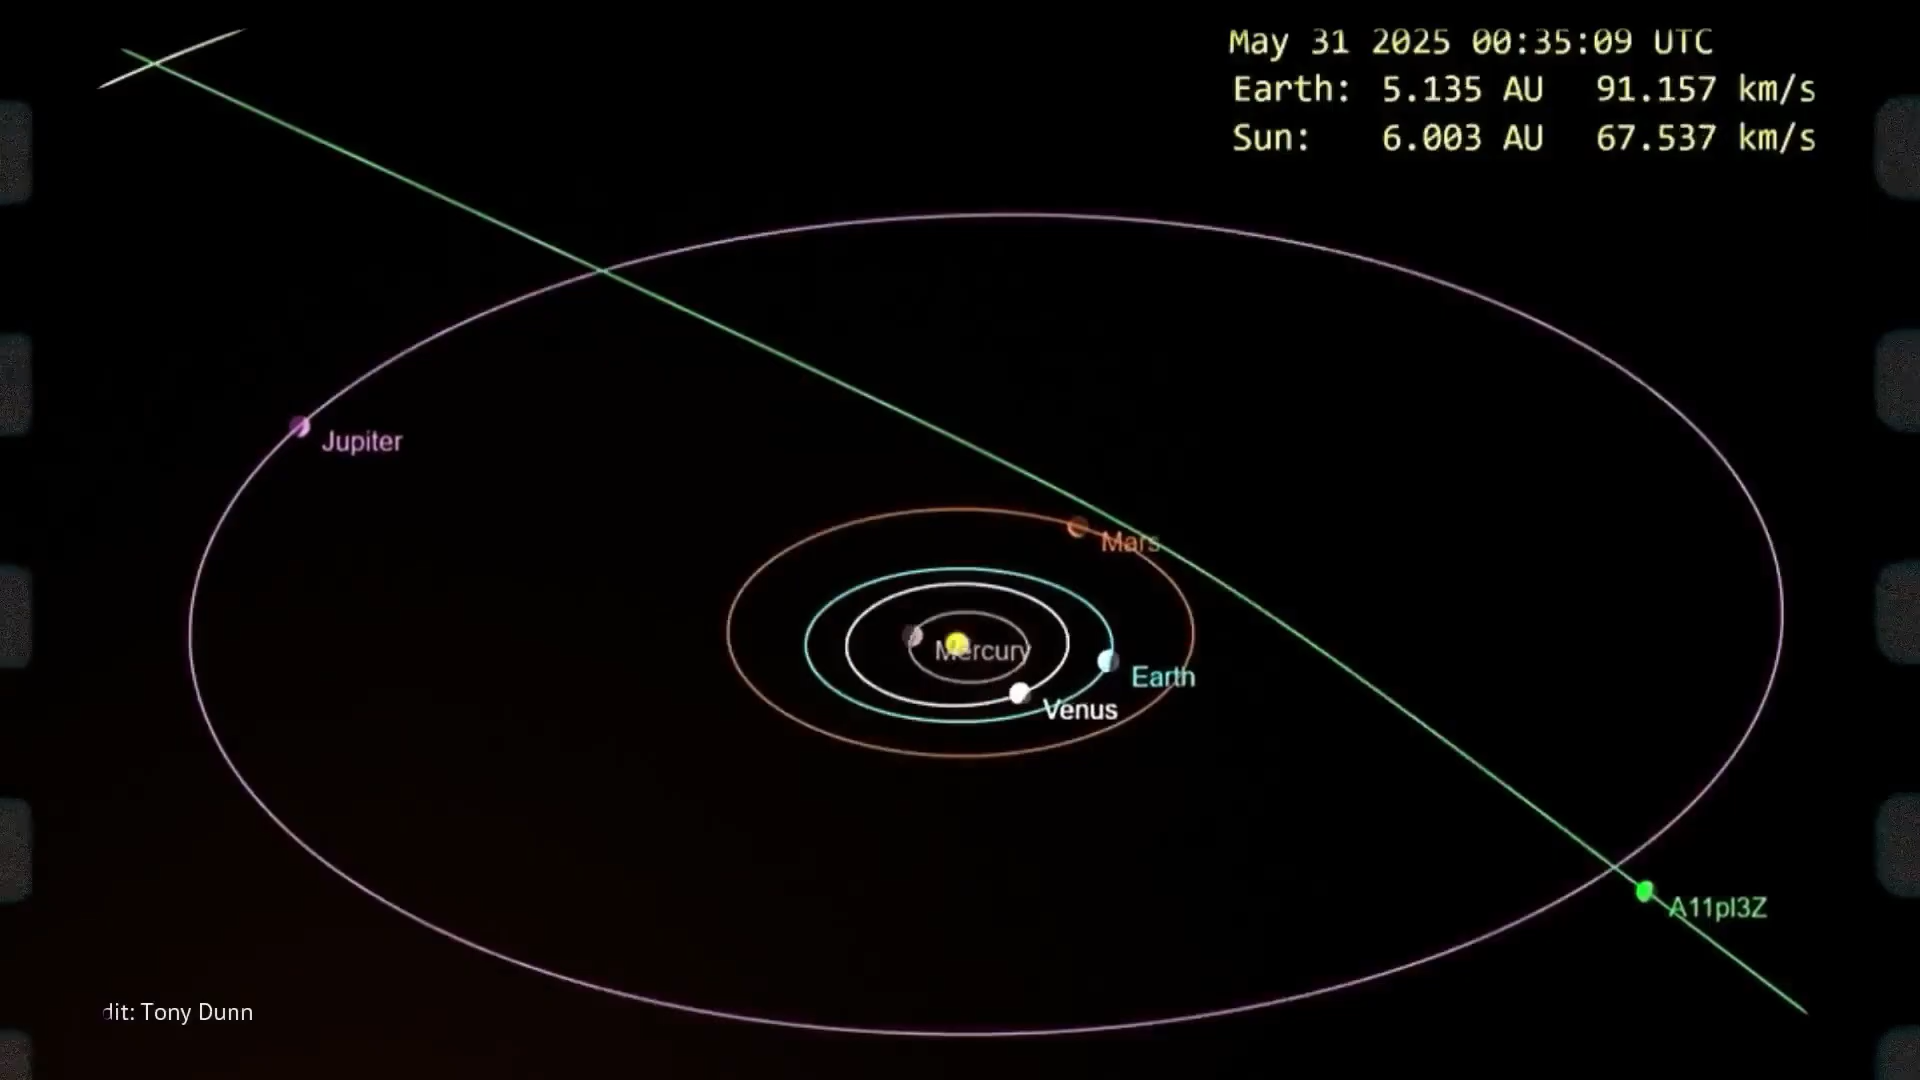 May 31 2025 00:35:09 UTC
Earth: 5.135 AU 91.157 km/s
Sun: 6.003 AU 67.537 km/s
Jupiter
Mars
Mercury
Earth
Venus
A11pl3Z
dit: Tony Dunn